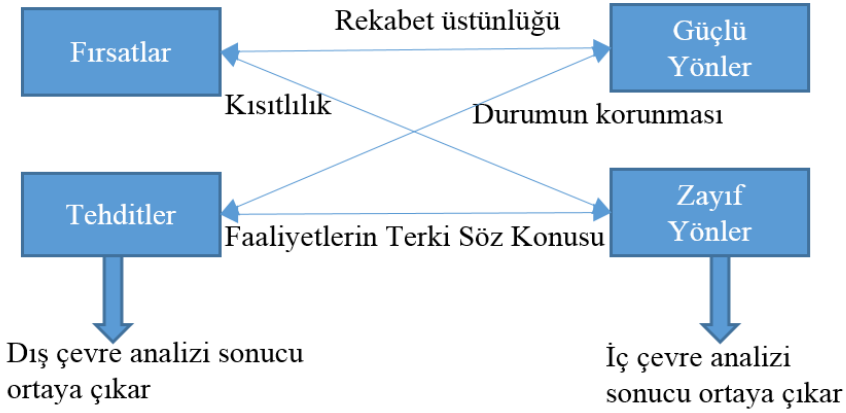 Rekabet üstünlüğü
Fırsatlar
Güçlü
Yönler
Kısıtlılık
Durumun korunması
Tehditler
Zayıf
Yönler
Faaliyetlerin Terki Söz Konusu
Dış çevre analizi sonucu
ortaya çıkar
İç çevre analizi
sonucu ortaya çıkar